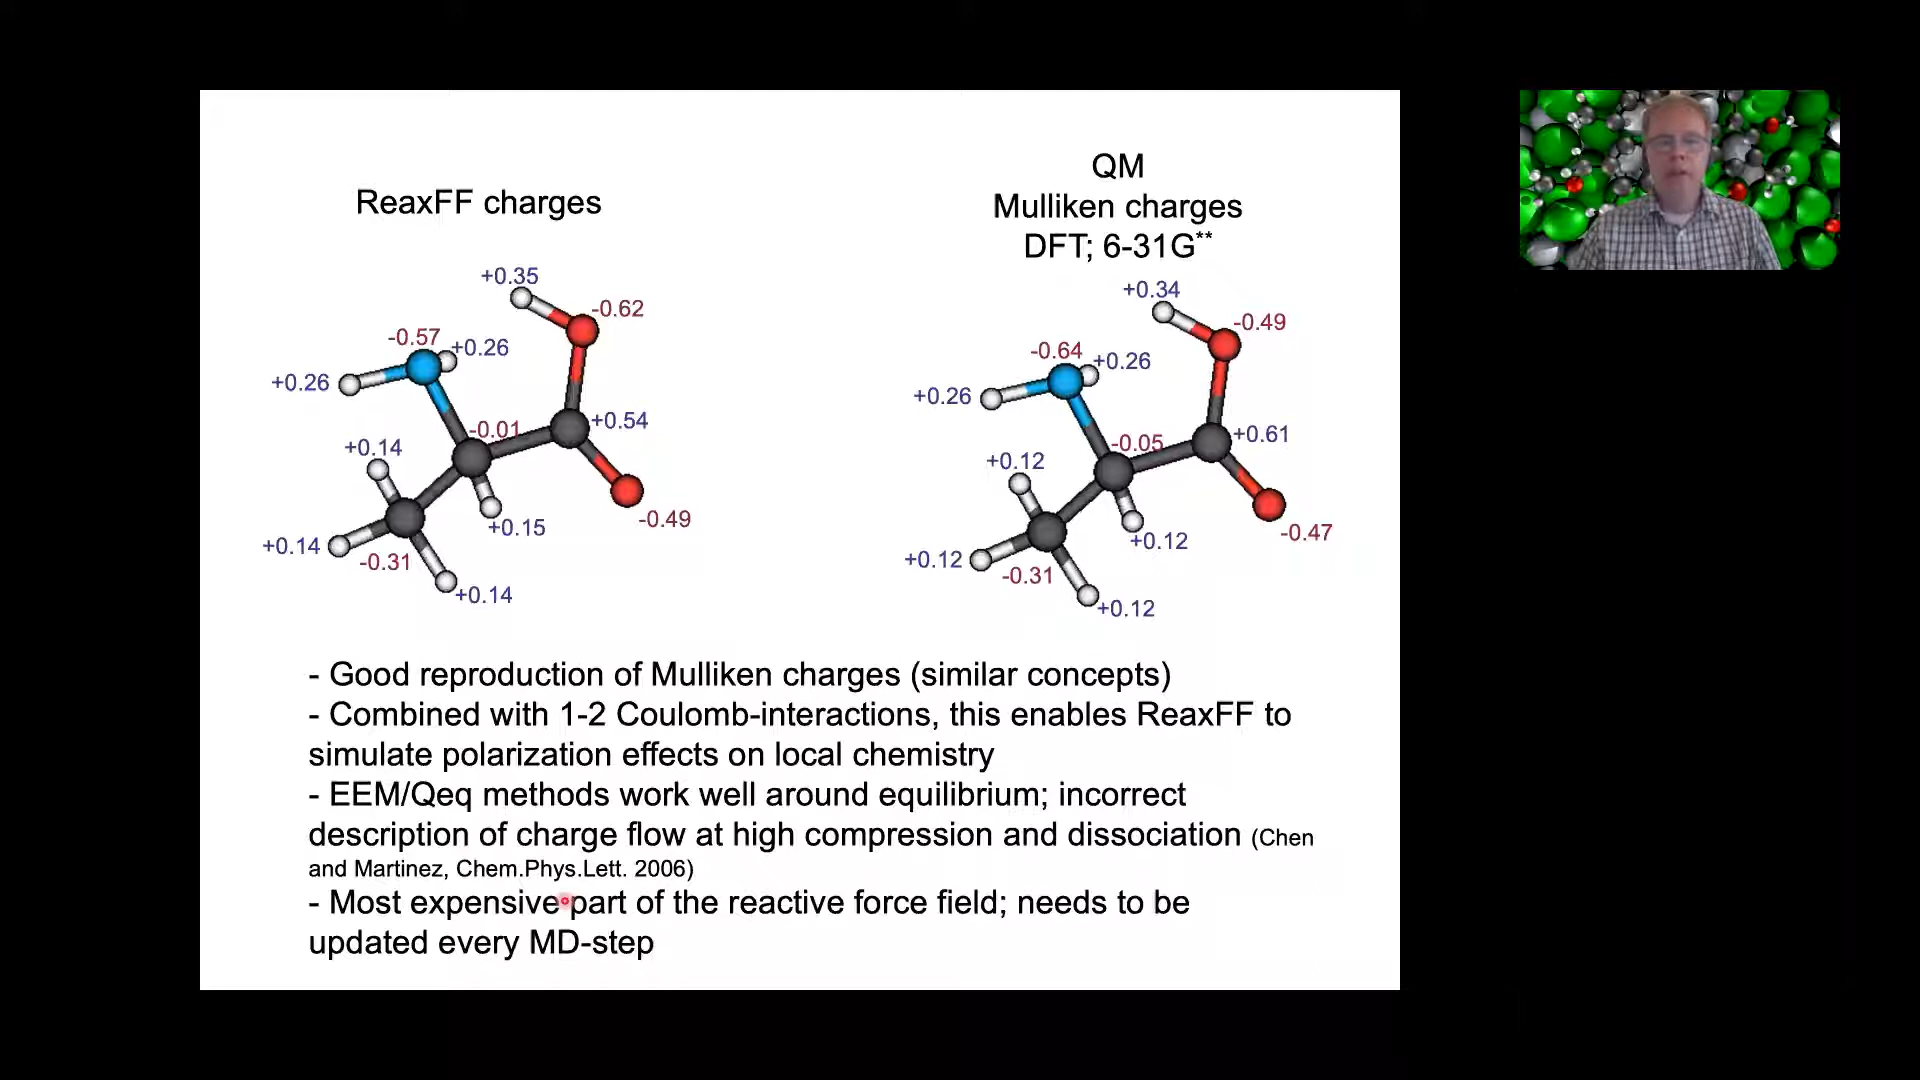 ReaxFF charges
QM
Mulliken charges
DFT; 6-31G**
+0.35
-0.62
-0.57
+0.26
+0.26
-0.01
+0.54
+0.14
-0.49
+0.15
+0.14
-0.31
+0.14
+0.34
-0.49
-0.64
+0.26
+0.26
-0.05
+0.61
+0.12
-0.47
+0.12
+0.12
-0.31
+0.12
- Good reproduction of Mulliken charges (similar concepts)
- Combined with 1-2 Coulomb-interactions, this enables ReaxFF to
simulate polarization effects on local chemistry
- EEM/Qeq methods work well around equilibrium; incorrect
description of charge flow at high compression and dissociation (Chen
and Martinez, Chem.Phys.Lett. 2006)
- Most expensive part of the reactive force field; needs to be
updated every MD-step